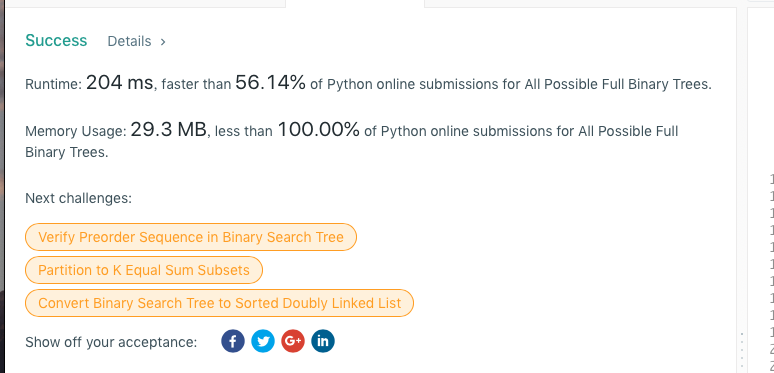 Success Details >
Runtime: 204 ms, faster than 56.14% of Python online submissions for All Possible Full Binary Trees.
Memory Usage: 29.3 MB, less than 100.00% of Python online submissions for All Possible Full
Binary Trees.
Next challenges:
Verify Preorder Sequence in Binary Search Tree
Partition to K Equal Sum Subsets
Convert Binary Search Tree to Sorted Doubly Linked List
Show off your acceptance: f G+ in